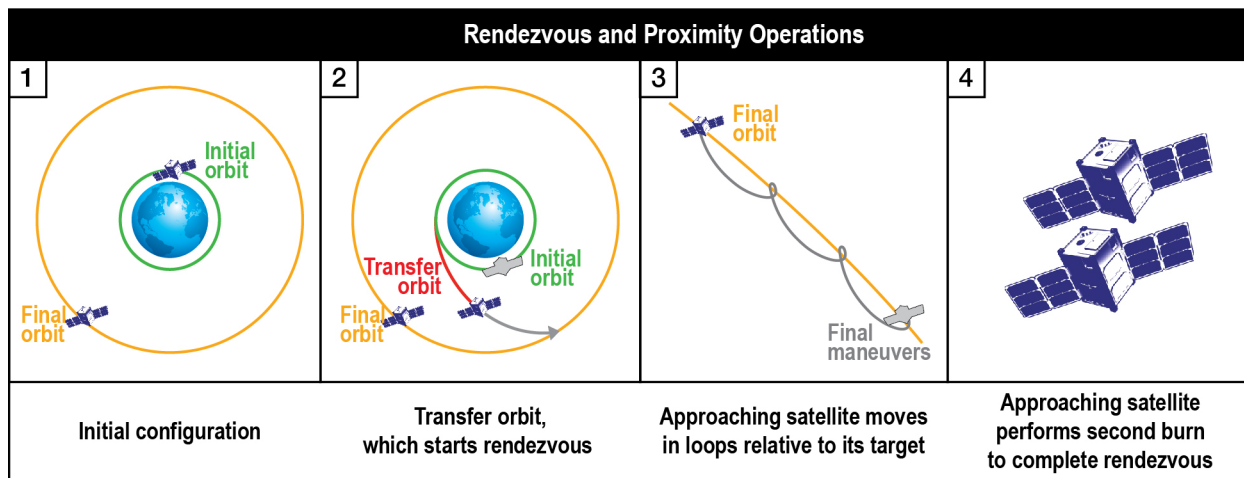 Rendezvous and Proximity Operations
1
Initial
orbit
Final
orbit
2
Transfer
orbit
Initial
orbit
Final
orbit
3
Final
orbit
Final
maneuvers
4
Initial configuration
Transfer orbit,
which starts rendezvous
Approaching satellite moves
in loops relative to its target
Approaching satellite
performs second burn
to complete rendezvous